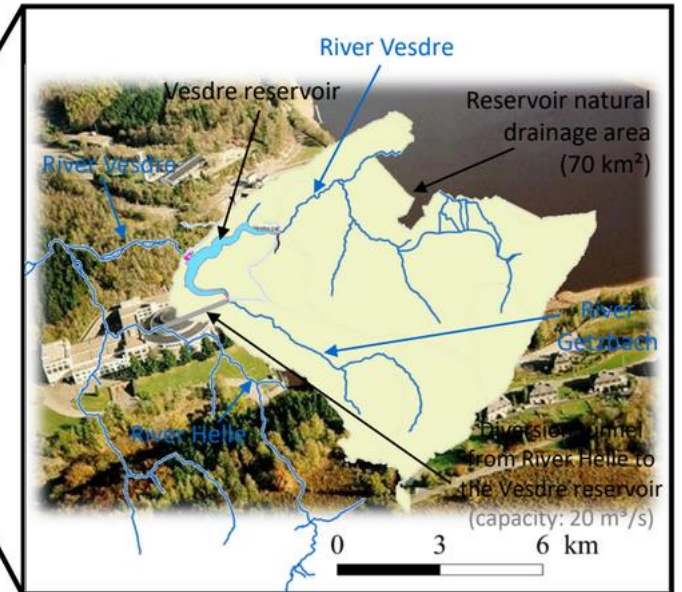 River Vesdre
Vesdre reservoir
Reservoir natural
drainage area
(70 km²)
River Vesdre
River
Getzbach
River Helle
Diversion tunnel
from River Helle to
the Vesdre reservoir
(capacity: 20 m³/s)
0 3 6 km